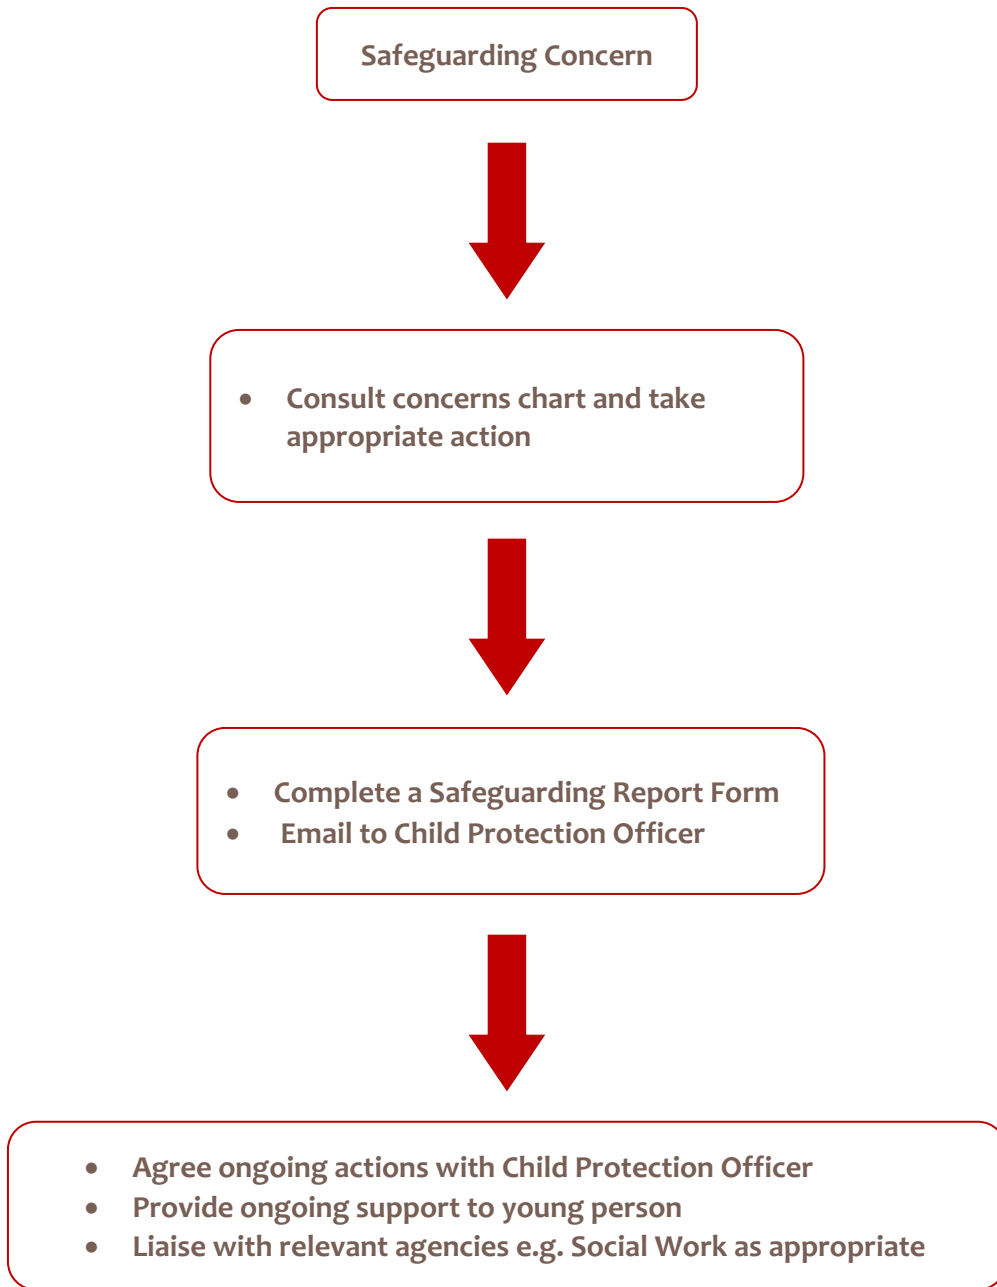 Safeguarding Concern
• Consult concerns chart and take
appropriate action
• Complete a Safeguarding Report Form
• Email to Child Protection Officer
• Agree ongoing actions with Child Protection Officer
• Provide ongoing support to young person
• Liaise with relevant agencies e.g. Social Work as appropriate